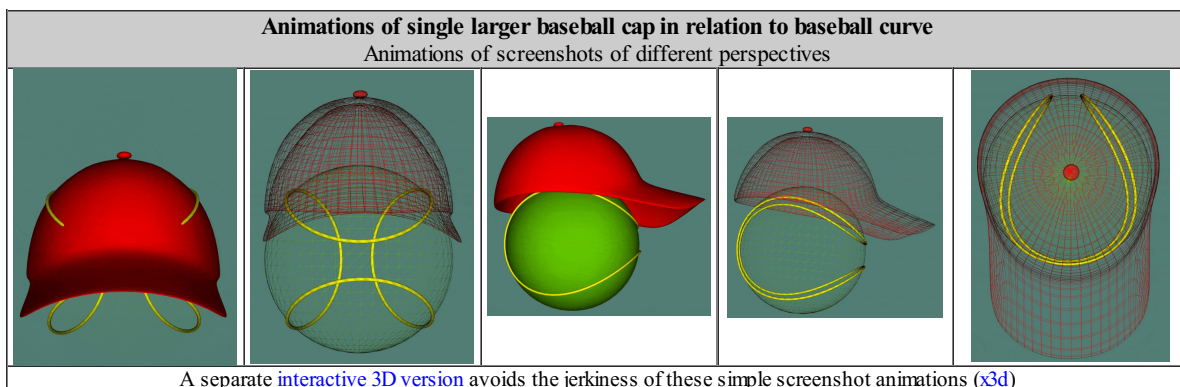 Animations of single larger baseball cap in relation to baseball curve
Animations of screenshots of different perspectives
A separate interactive 3D version avoids the jerkiness of these simple screenshot animations (x3d)